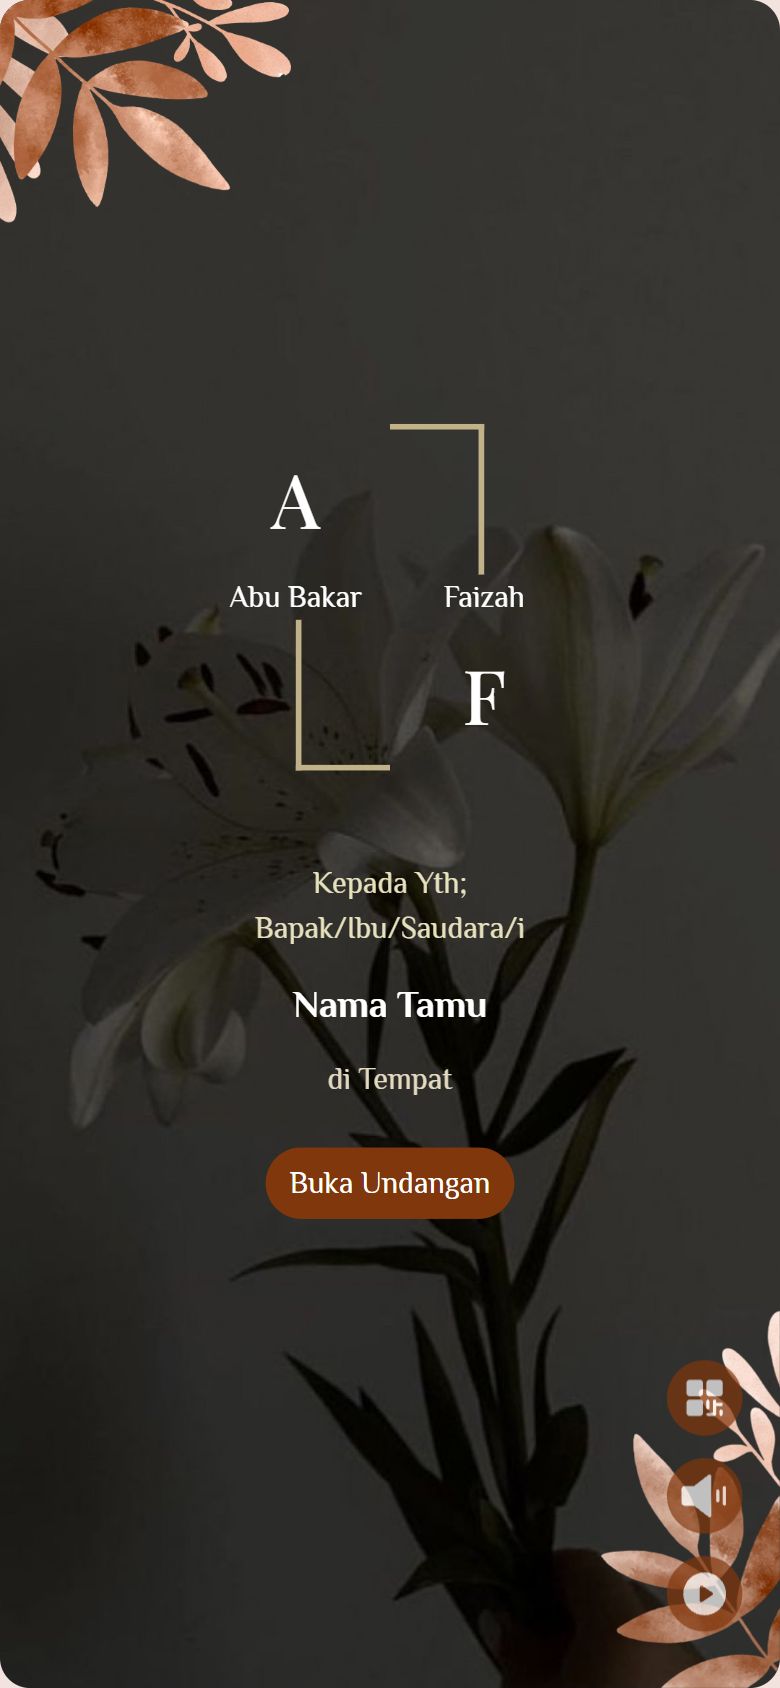 A
Abu Bakar
Faizah
F
Kepada Yth;
Bapak/Ibu/Saudara/i
Nama Tamu
di Tempat
Buka Undangan